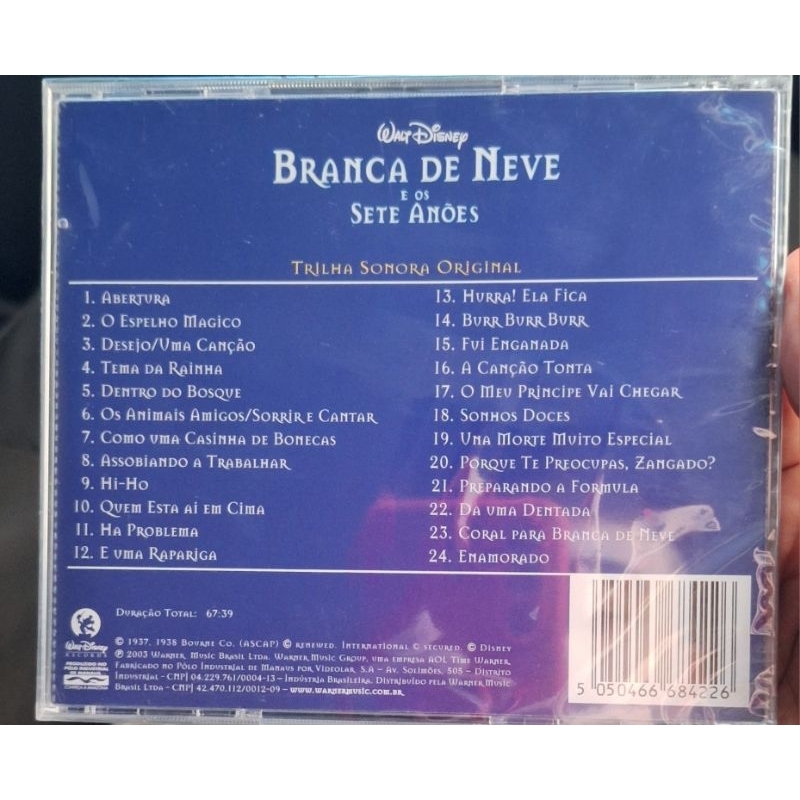 Walt Disney
Branca de Neve
e os
Sete Anões
Trilha Sonora Original
1. Abertura
2. O Espelho Magico
3. Desejo/Uma Canção
4. Tema da Rainha
5. Dentro do Bosque
6. Os Animais Amigos/Sorrir e Cantar
7. Como uma Casinha de Bonecas
8. Assobiando a Trabalhar
9. Hi-Ho
10. Quem Esta ai em Cima
11. Ha Problema
12. E uma Rapariga
13. Hurra! Ela Fica
14. Burr Burr Burr
15. Fui Enganada
16. A Canção Tonta
17. O Meu Principe Vai Chegar
18. Sonhos Doces
19. Una Morte Muito Especial
20. Porque Te Preocupas, Zangado?
21. Preparando a Formula
22. Da uma Dentada
23. Coral para Branca de Neve
24. Enamorado
Duração Total: 67:39
Walt Disney
Records
© 1937, 1938 Bourne Co. (ASCAP) © renewed. International © secured. © Disney
℗ 2003 Warner Music Brasil Ltda. Warner Music Group, uma empresa AOL Time Warner.
Fabricado no Pólo Industrial de Manaus por Videolar, S.A – Av. Solimões, 505 – Distrito
Industrial – CNPJ 04.229.761/0004-13 – Indústria Brasileira. Distribuído pela Warner Music
Brasil Ltda – CNPJ 42.470.112/0012-09 – www.warnermusic.com.br
5 050466 684226